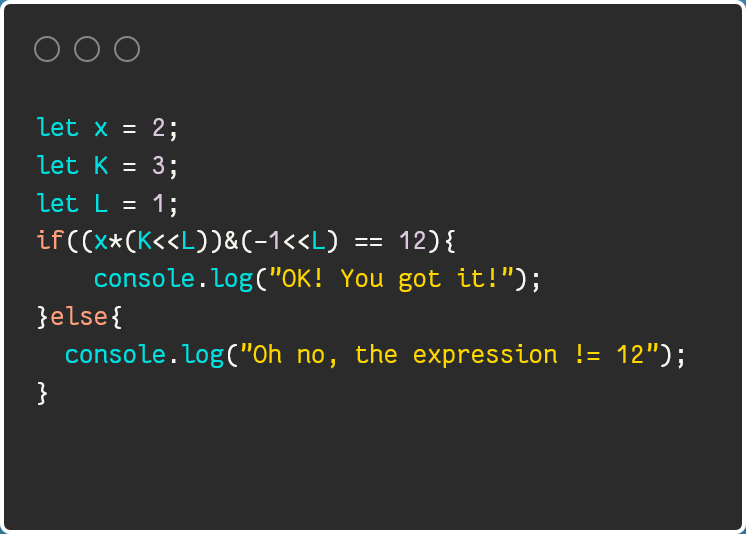 let x = 2;
let K = 3;
let L = 1;
if((x*(K<<L))&(-1<<L) == 12){
    console.log("OK! You got it!");
}else{
  console.log("Oh no, the expression != 12");
}